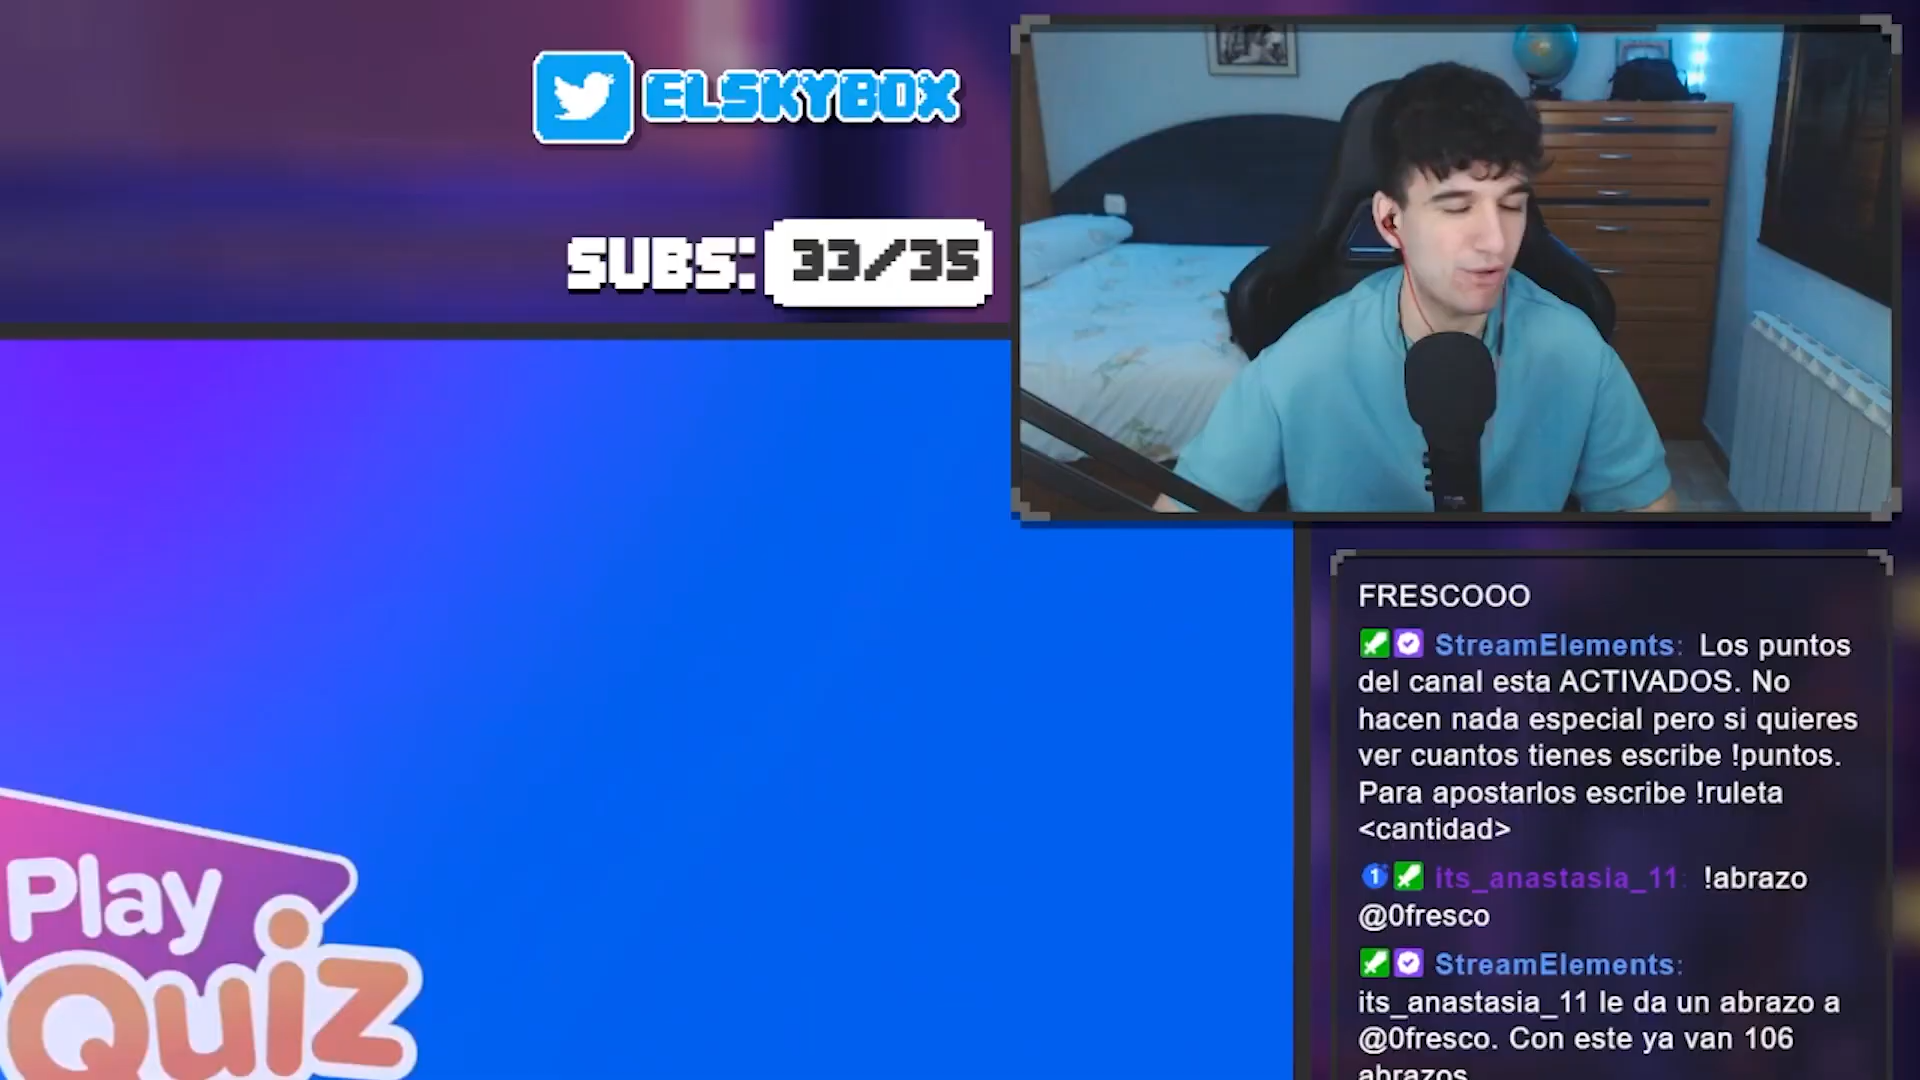 ELSKYBOX
SUBS: 33/35
Play
Quiz
FRESCOOO
StreamElements: Los puntos
del canal esta ACTIVADOS. No
hacen nada especial pero si quieres
ver cuantos tienes escribe !puntos.
Para apostarlos escribe !ruleta
<cantidad>
1 its_anastasia_11: !abrazo
@0fresco
StreamElements:
its_anastasia_11 le da un abrazo a
@0fresco. Con este ya van 106
abrazos